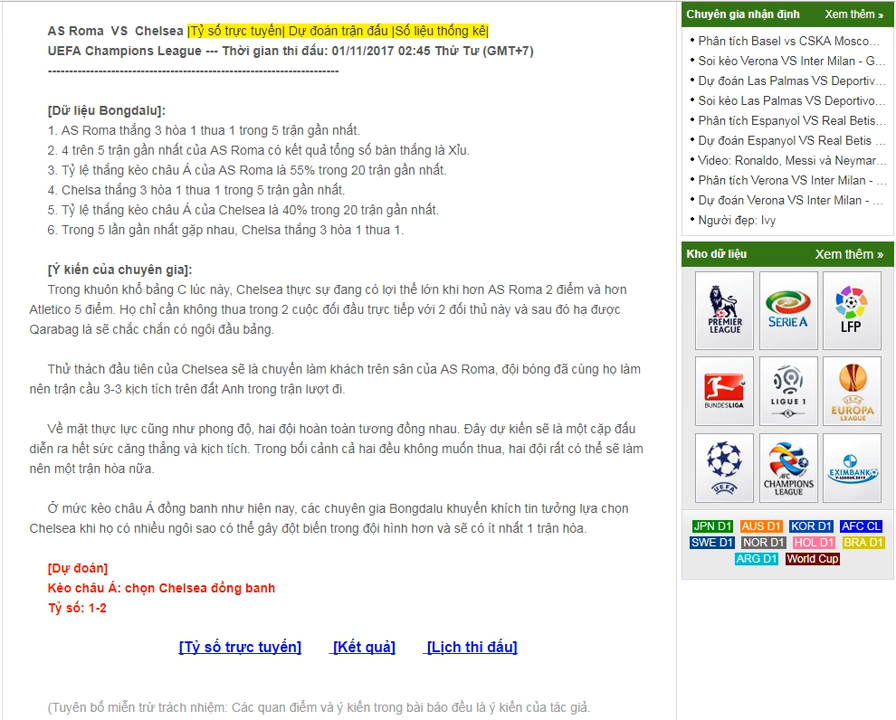 AS Roma VS Chelsea |Tỷ số trực tuyến| Dự đoán trận đấu |Số liệu thống kê|
UEFA Champions League --- Thời gian thi đấu: 01/11/2017 02:45 Thứ Tư (GMT+7)
--------------------------------------------------------------------
[Dữ liệu Bongdalu]:
1. AS Roma thắng 3 hòa 1 thua 1 trong 5 trận gần nhất.
2. 4 trên 5 trận gần nhất của AS Roma có kết quả tổng số bàn thắng là Xỉu.
3. Tỷ lệ thắng kèo châu Á của AS Roma là 55% trong 20 trận gần nhất.
4. Chelsa thắng 3 hòa 1 thua 1 trong 5 trận gần nhất.
5. Tỷ lệ thắng kèo châu Á của Chelsea là 40% trong 20 trận gần nhất.
6. Trong 5 lần gần nhất gặp nhau, Chelsa thắng 3 hòa 1 thua 1.
[Ý kiến của chuyên gia]:
Trong khuôn khổ bảng C lúc này, Chelsea thực sự đang có lợi thế lớn khi hơn AS Roma 2 điểm và hơn
Atletico 5 điểm. Họ chỉ cần không thua trong 2 cuộc đối đầu trực tiếp với 2 đối thủ này và sau đó hạ được
Qarabag là sẽ chắc chắn có ngôi đầu bảng.
Thử thách đầu tiên của Chelsea sẽ là chuyến làm khách trên sân của AS Roma, đội bóng đã cùng họ làm
nên trận cầu 3-3 kịch tích trên đất Anh trong trận lượt đi.
Về mặt thực lực cũng như phong độ, hai đội hoàn toàn tương đồng nhau. Đây dự kiến sẽ là một cặp đấu
diễn ra hết sức căng thẳng và kịch tích. Trong bối cảnh cả hai đều không muốn thua, hai đội rất có thể sẽ làm
nên một trận hòa nữa.
Ở mức kèo châu Á đồng banh như hiện nay, các chuyên gia Bongdalu khuyến khích tin tưởng lựa chọn
Chelsea khi họ có nhiều ngôi sao có thể gây đột biến trong đội hình hơn và sẽ có ít nhất 1 trận hòa.
[Dự đoán]
Kèo châu Á: chọn Chelsea đồng banh
Tỷ số: 1-2
[Tỷ số trực tuyến] [Kết quả] [Lịch thi đấu]
(Tuyên bố miễn trừ trách nhiệm: Các quan điểm và ý kiến trong bài báo đều là ý kiến của tác giả.
Chuyên gia nhận định Xem thêm »
• Phân tích Basel vs CSKA Mosco...
• Soi kèo Verona VS Inter Milan - G...
• Dự đoán Las Palmas VS Deportiv...
• Soi kèo Las Palmas VS Deportivo...
• Phân tích Espanyol VS Real Betis...
• Dự đoán Espanyol VS Real Betis ...
• Video: Ronaldo, Messi và Neymar...
• Phân tích Verona VS Inter Milan - ...
• Dự đoán Verona VS Inter Milan - ...
• Người đẹp: Ivy
Kho dữ liệu Xem thêm »
PREMIER LEAGUE
SERIE A
LFP
BUNDESLIGA
LIGUE 1
UEFA EUROPA LEAGUE
UEFA
AFC CHAMPIONS LEAGUE
EXIMBANK
V.LEAGUE 2010
JPN D1 AUS D1 KOR D1 AFC CL
SWE D1 NOR D1 HOL D1 BRA D1
ARG D1 World Cup